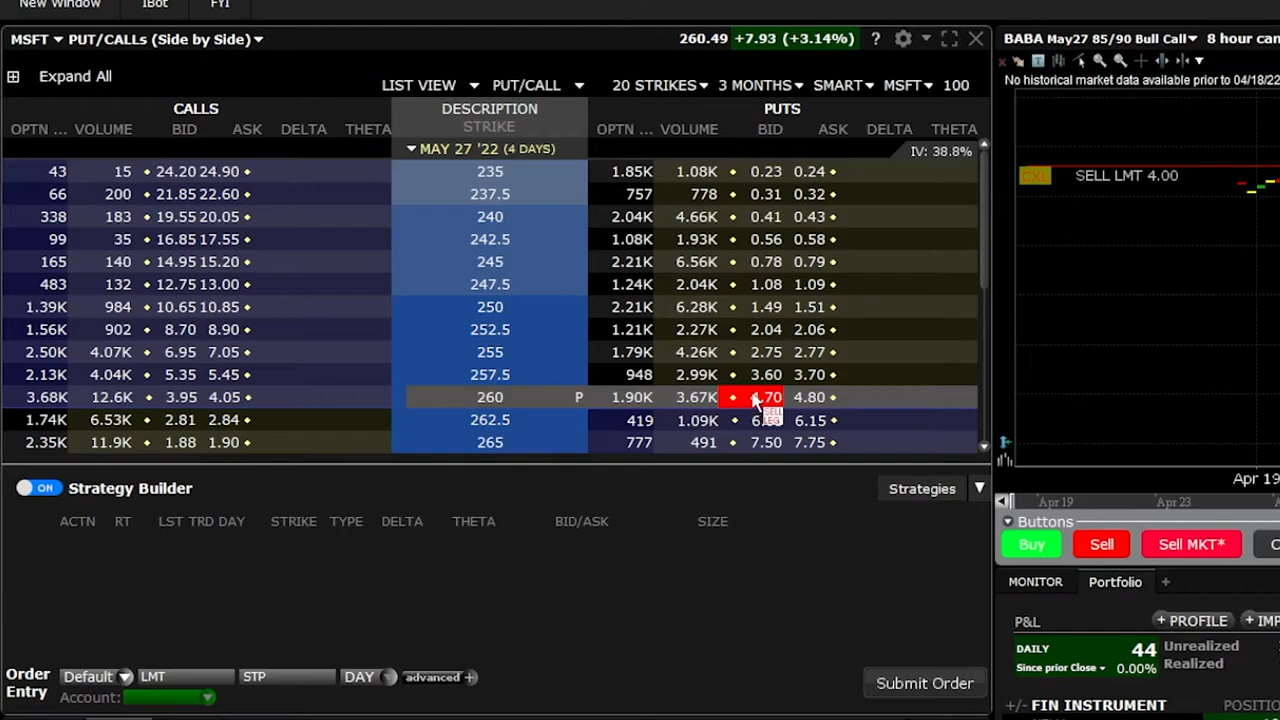 New Window IBot FYI
MSFT PUT/CALLs (Side by Side) 260.49 +7.93 (+3.14%) ?
Expand All
LIST VIEW PUT/CALL 20 STRIKES 3 MONTHS SMART MSFT 100
CALLS DESCRIPTION PUTS
OPTN ... VOLUME BID ASK DELTA THETA STRIKE OPTN ... VOLUME BID ASK DELTA THETA
MAY 27 '22 (4 DAYS) IV: 38.8%
43 15 24.20 24.90 235 1.85K 1.08K 0.23 0.24
66 200 21.85 22.60 237.5 757 778 0.31 0.32
338 183 19.55 20.05 240 2.04K 4.66K 0.41 0.43
99 35 16.85 17.55 242.5 1.08K 1.93K 0.56 0.58
165 140 14.95 15.20 245 2.21K 6.56K 0.78 0.79
483 132 12.75 13.00 247.5 1.24K 2.04K 1.08 1.09
1.39K 984 10.65 10.85 250 2.21K 6.28K 1.49 1.51
1.56K 902 8.70 8.90 252.5 1.21K 2.27K 2.04 2.06
2.50K 4.07K 6.95 7.05 255 1.79K 4.26K 2.75 2.77
2.13K 4.04K 5.35 5.45 257.5 948 2.99K 3.60 3.70
3.68K 12.6K 3.95 4.05 260 P 1.90K 3.67K 4.70 4.80
SELL
LEG
1.74K 6.53K 2.81 2.84 262.5 419 1.09K 6.15
2.35K 11.9K 1.88 1.90 265 777 491 7.50 7.75
ON Strategy Builder Strategies
ACTN RT LST TRD DAY STRIKE TYPE DELTA THETA BID/ASK SIZE
Order
Entry
Default LMT STP DAY advanced +
Account:
Submit Order
BABA May27 85/90 Bull Call 8 hour can
No historical market data available prior to 04/18/22
CXL SELL LMT 4.00
Apr 19
Apr19 Apr23
Buttons
Buy Sell Sell MKT* C
MONITOR Portfolio +
P&L + PROFILE + IMP
DAILY 44 Unrealized
Since prior Close 0.00% Realized
+/- FIN INSTRUMENT POSITIO